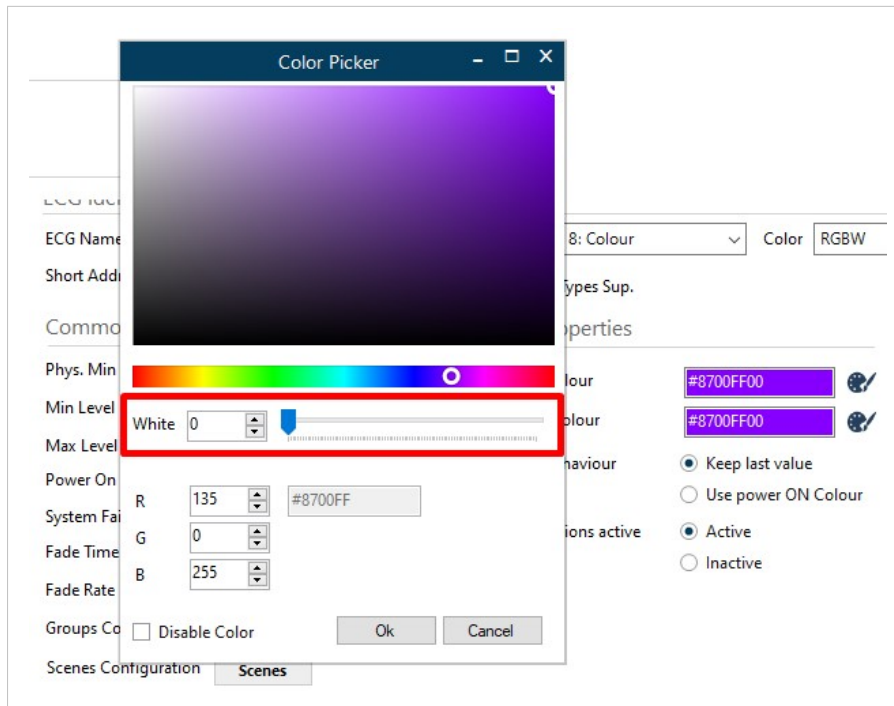 Color Picker
ECG Name
8: Colour
Color
RGBW
Short Addr
Types Sup.
Commo
perties
Phys. Min
lour
#8700FF00
Min Level
White
0
olour
#8700FF00
Max Level
haviour
Keep last value
Power On
R
135
#8700FF
Use power ON Colour
System Fai
G
0
ions active
Active
Fade Time
B
255
Inactive
Fade Rate
Groups Co
Disable Color
Ok
Cancel
Scenes Configuration
Scenes